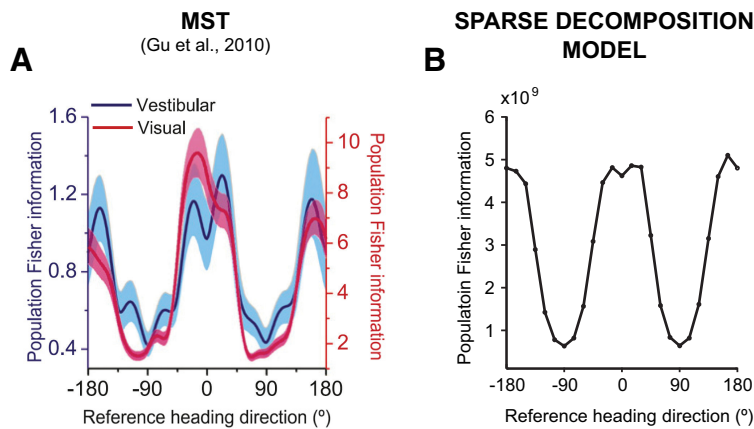 MST
(Gu et al., 2010)
SPARSE DECOMPOSITION
MODEL
A
Vestibular
Visual
Population Fisher information
1.6
1.2
0.8
0.4
10
8
6
4
2
Population Fisher information
-180
-90
0
90
180
Reference heading direction (º)
B
x10^9
Populatoin Fisher information
6
5
4
3
2
1
-180
-90
0
90
180
Reference heading direction (º)